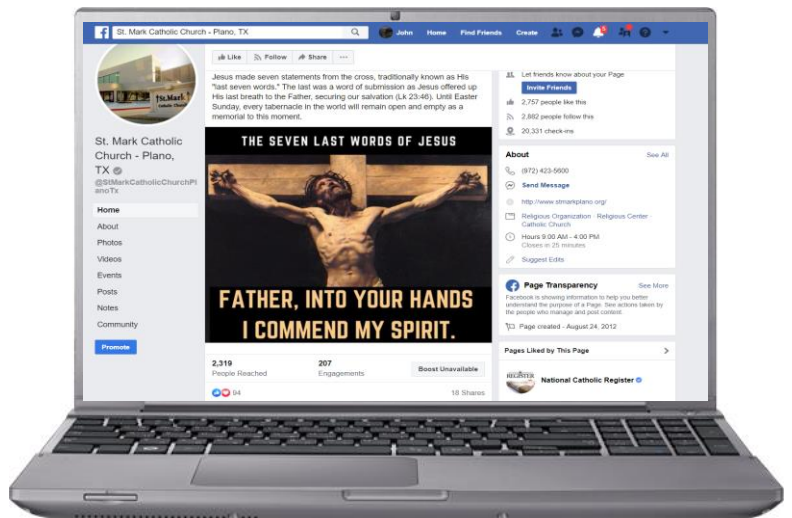 St. Mark Catholic Church - Plano, TX
John Home Find Friends Create
Like Follow Share ...
St.Mark
Catholic Church
St. Mark Catholic
Church - Plano,
TX
@StMarkCatholicChurchPl
anoTx
Home
About
Photos
Videos
Events
Posts
Notes
Community
Promote
Jesus made seven statements from the cross, traditionally known as His
"last seven words." The last was a word of submission as Jesus offered up
His last breath to the Father, securing our salvation (Lk 23:46). Until Easter
Sunday, every tabernacle in the world will remain open and empty as a
memorial to this moment.
THE SEVEN LAST WORDS OF JESUS
FATHER, INTO YOUR HANDS
I COMMEND MY SPIRIT.
2,319 207
People Reached Engagements Boost Unavailable
94 18 Shares
Let friends know about your Page
Invite Friends
2,757 people like this
2,882 people follow this
20,331 check-ins
About See All
(972) 423-5600
Send Message
http://www.stmarkplano.org/
Religious Organization · Religious Center ·
Catholic Church
Hours 9:00 AM - 4:00 PM
Closes in 25 minutes
Suggest Edits
Page Transparency See More
Facebook is showing information to help you better
understand the purpose of a Page. See actions taken by
the people who manage and post content.
Page created - August 24, 2012
Pages Liked by This Page
REGISTER
National Catholic Register